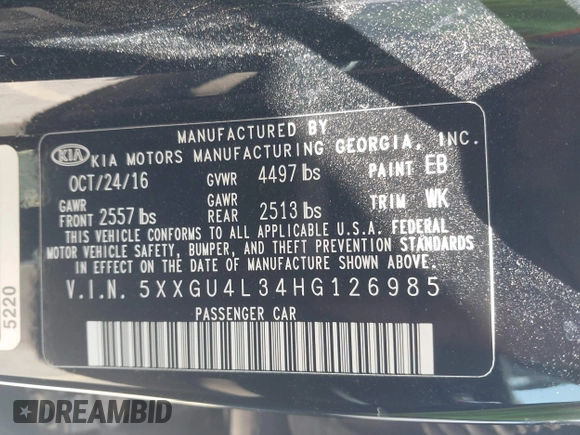 MANUFACTURED BY
KIA KIA MOTORS MANUFACTURING GEORGIA, INC.
OCT/24/16 GVWR 4497 lbs PAINT EB
GAWR FRONT 2557 lbs GAWR REAR 2513 lbs TRIM WK
THIS VEHICLE CONFORMS TO ALL APPLICABLE U.S.A. FEDERAL
MOTOR VEHICLE SAFETY, BUMPER, AND THEFT PREVENTION STANDARDS
IN EFFECT ON THE DATE OF MANUFACTURE SHOWN ABOVE.
V.I.N. 5XXGU4L34HG126985
PASSENGER CAR
5220
DREAMBID